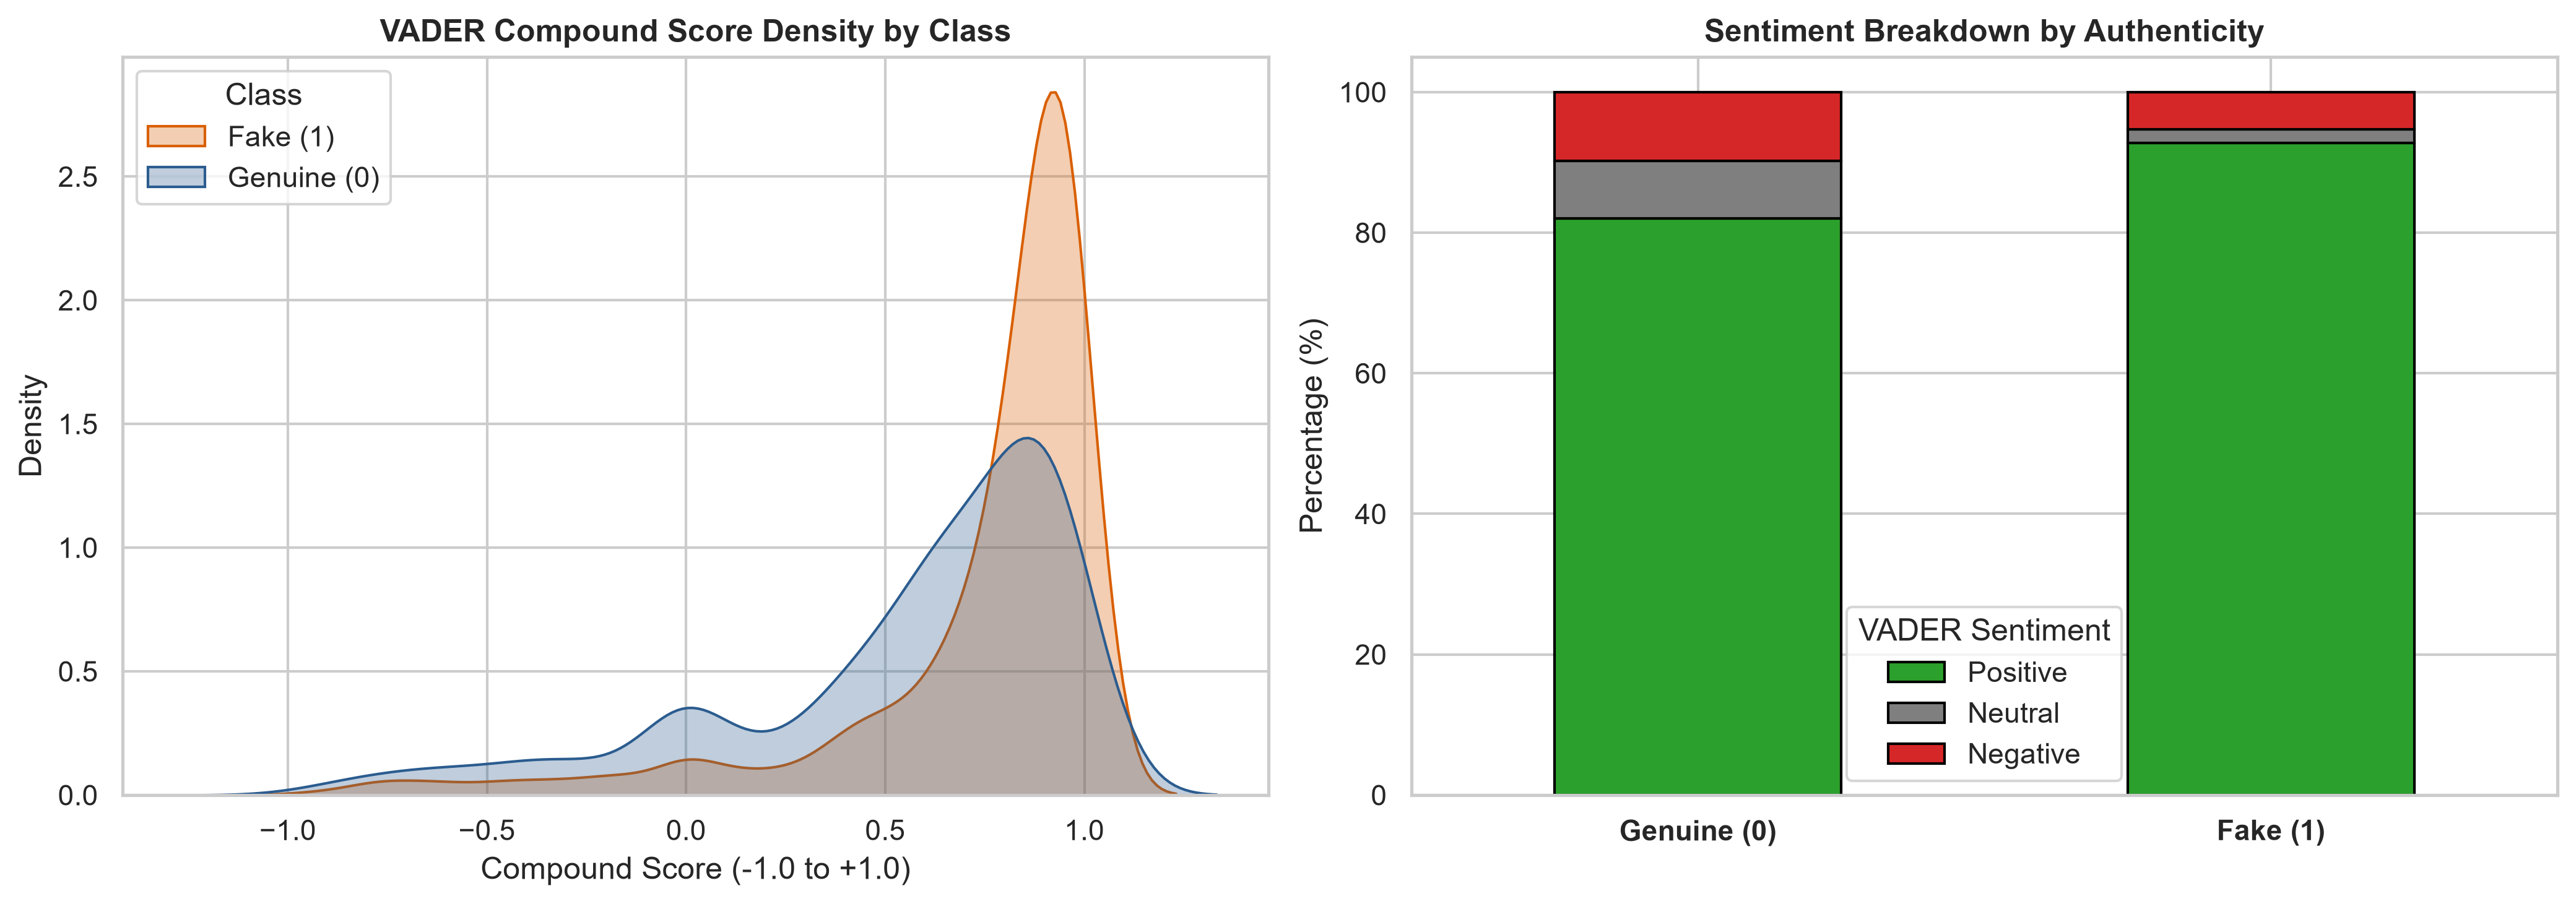 VADER Compound Score Density by Class
Class
Fake (1)
Genuine (0)
Density
2.5
2.0
1.5
1.0
0.5
0.0
−1.0 −0.5 0.0 0.5 1.0
Compound Score (-1.0 to +1.0)
Sentiment Breakdown by Authenticity
Percentage (%)
100
80
60
40
20
0
VADER Sentiment
Positive
Neutral
Negative
Genuine (0) Fake (1)